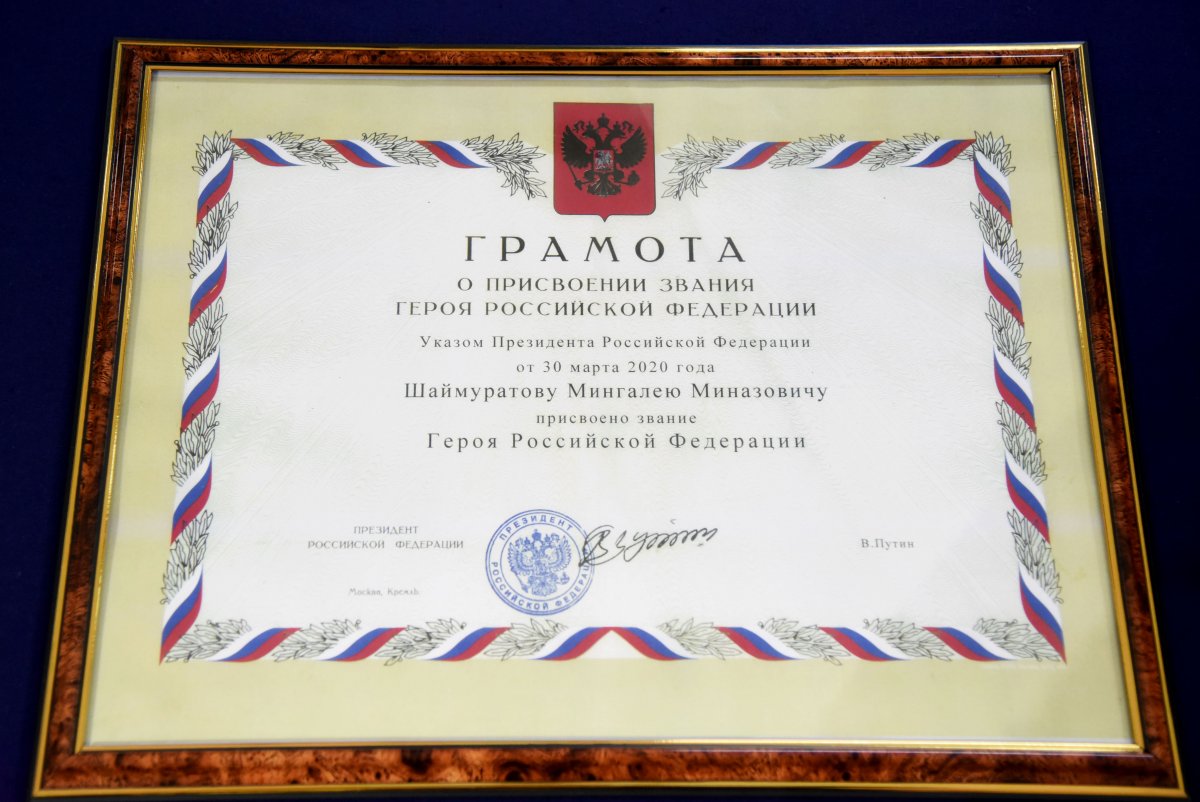 ГРАМОТА
О ПРИСВОЕНИИ ЗВАНИЯ
ГЕРОЯ РОССИЙСКОЙ ФЕДЕРАЦИИ
Указом Президента Российской Федерации
от 30 марта 2020 года
Шаймуратову Мингалею Миназовичу
присвоено звание
Героя Российской Федерации
ПРЕЗИДЕНТ
РОССИЙСКОЙ ФЕДЕРАЦИИ
ПРЕЗИДЕНТ
В.Путин
Москва, Кремль